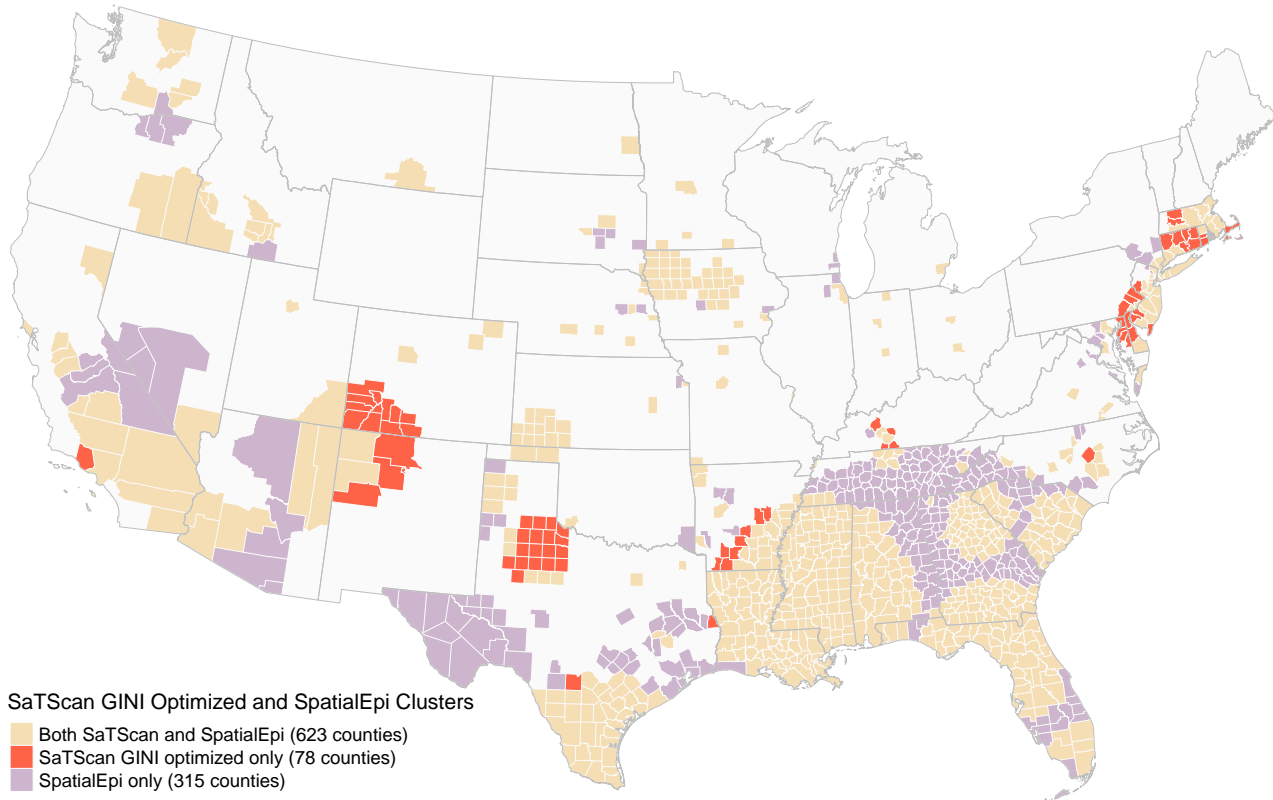 SaTScan GINI Optimized and SpatialEpi Clusters
Both SaTScan and SpatialEpi (623 counties)
SaTScan GINI optimized only (78 counties)
SpatialEpi only (315 counties)